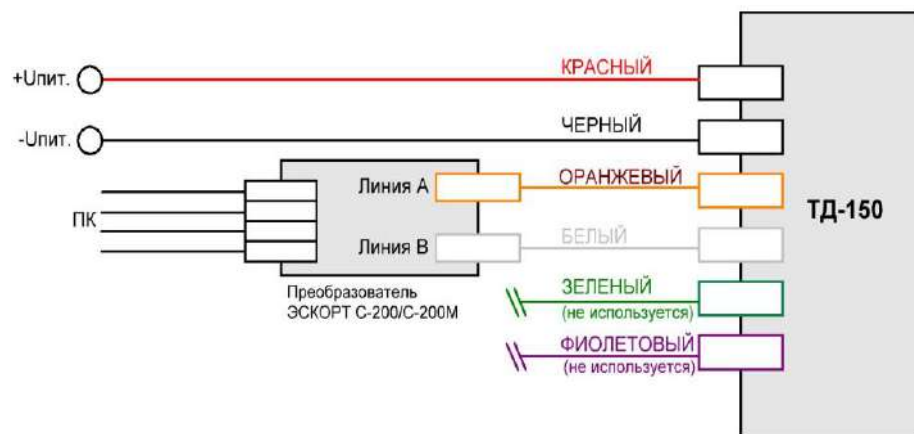 КРАСНЫЙ
+Uпит.
ЧЕРНЫЙ
-Uпит.
Линия А
ОРАНЖЕВЫЙ
ТД-150
ПК
Линия В
БЕЛЫЙ
Преобразователь
ЭСКОРТ С-200/С-200М
ЗЕЛЕНЫЙ
(не используется)
ФИОЛЕТОВЫЙ
(не используется)